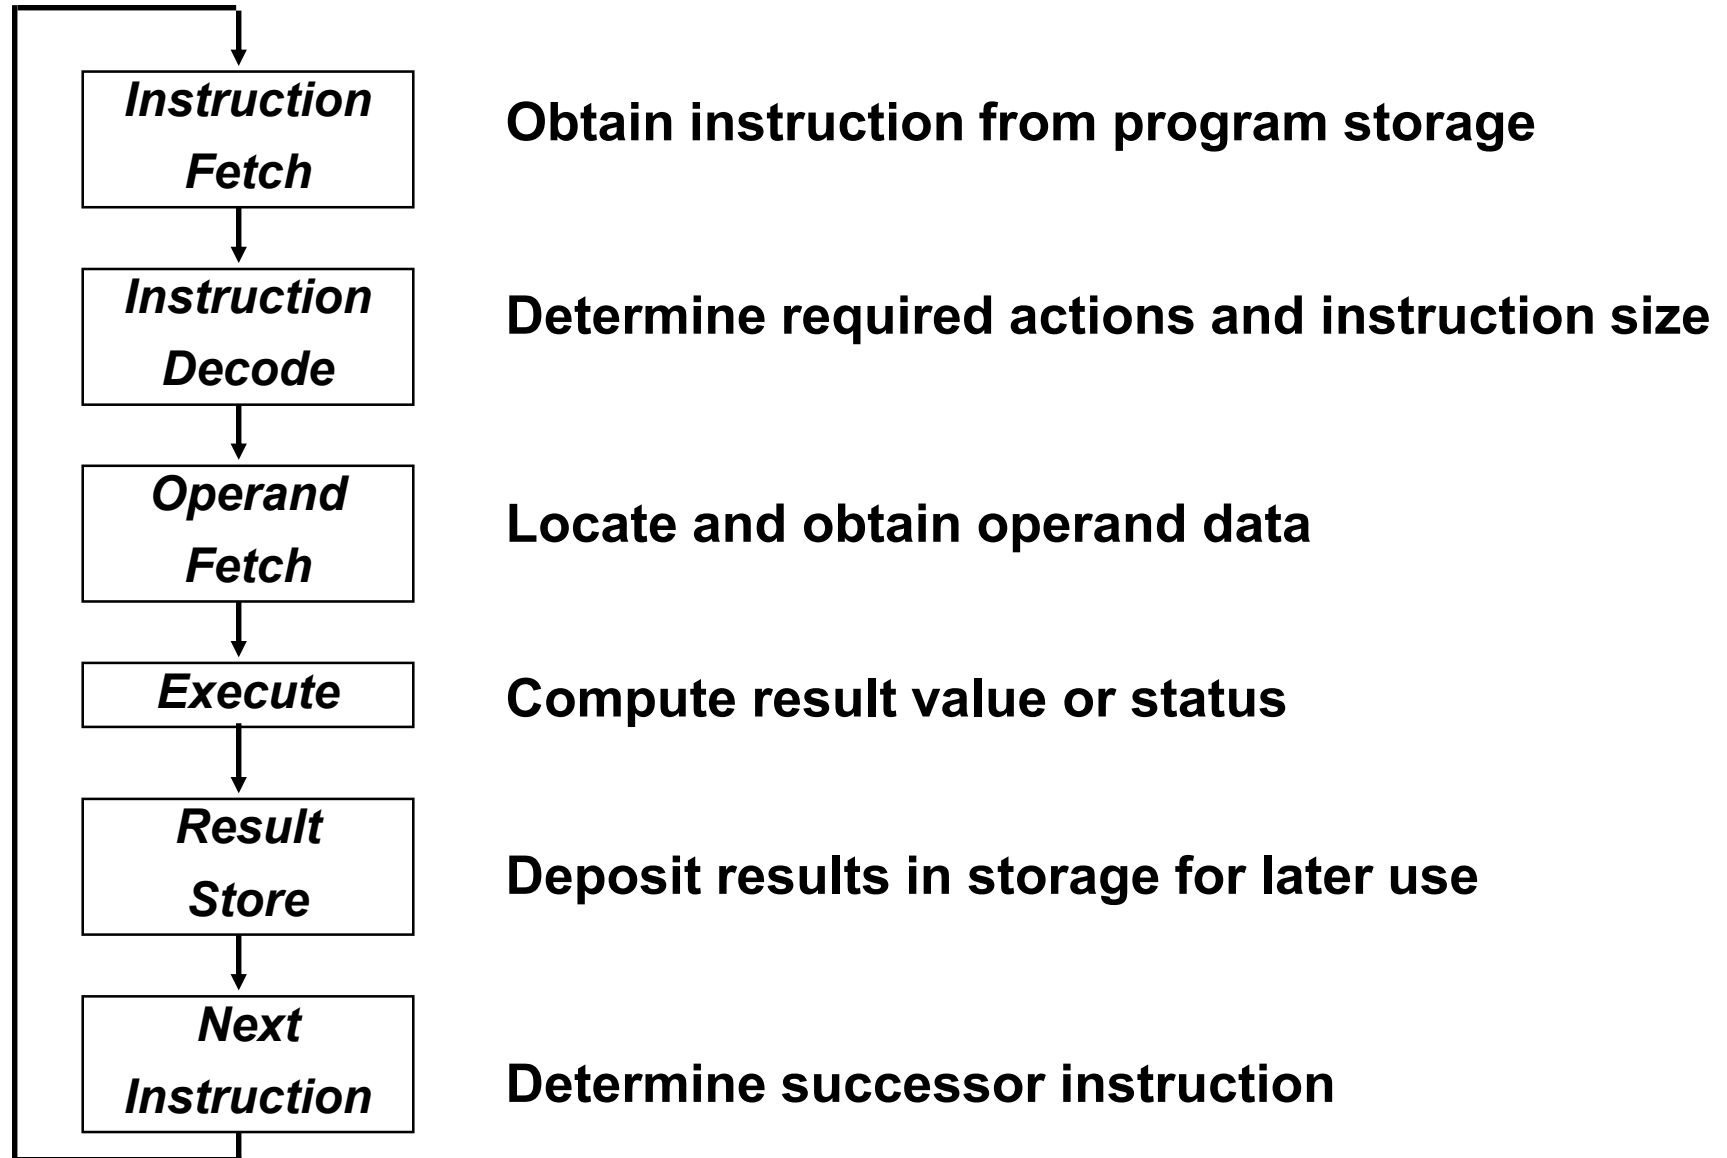 Instruction
Fetch
Obtain instruction from program storage
Instruction
Decode
Determine required actions and instruction size
Operand
Fetch
Locate and obtain operand data
Execute
Compute result value or status
Result
Store
Deposit results in storage for later use
Next
Instruction
Determine successor instruction